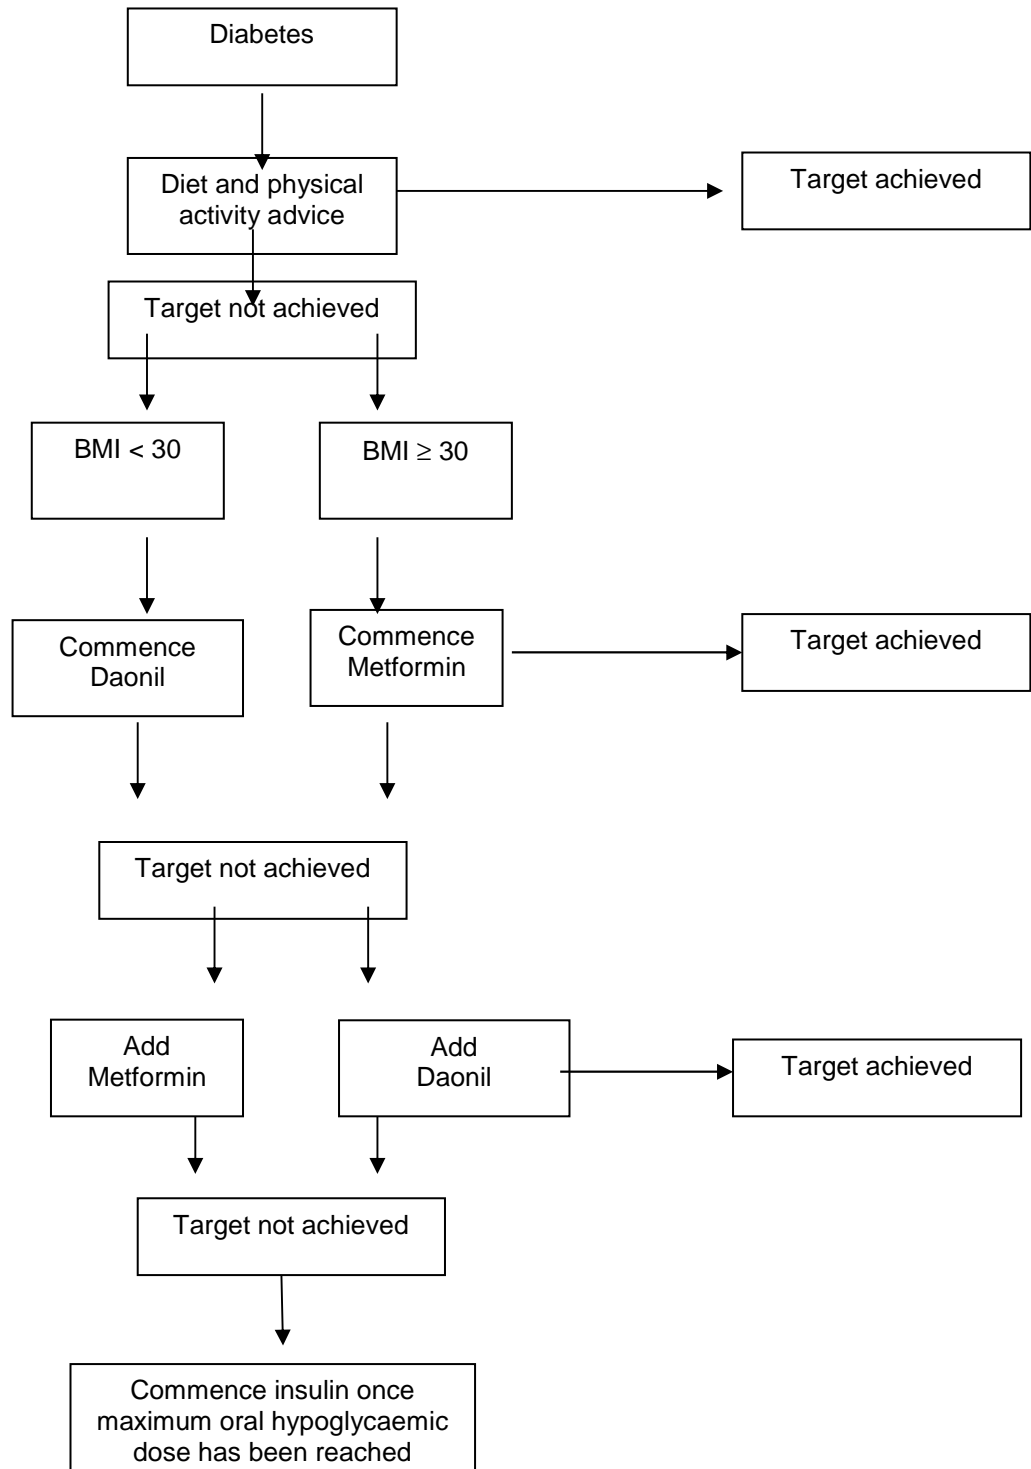 Diabetes
Diet and physical
activity advice
Target achieved
Target not achieved
BMI < 30
BMI ≥ 30
Commence
Daonil
Commence
Metformin
Target achieved
Target not achieved
Add
Metformin
Add
Daonil
Target achieved
Target not achieved
Commence insulin once
maximum oral hypoglycaemic
dose has been reached